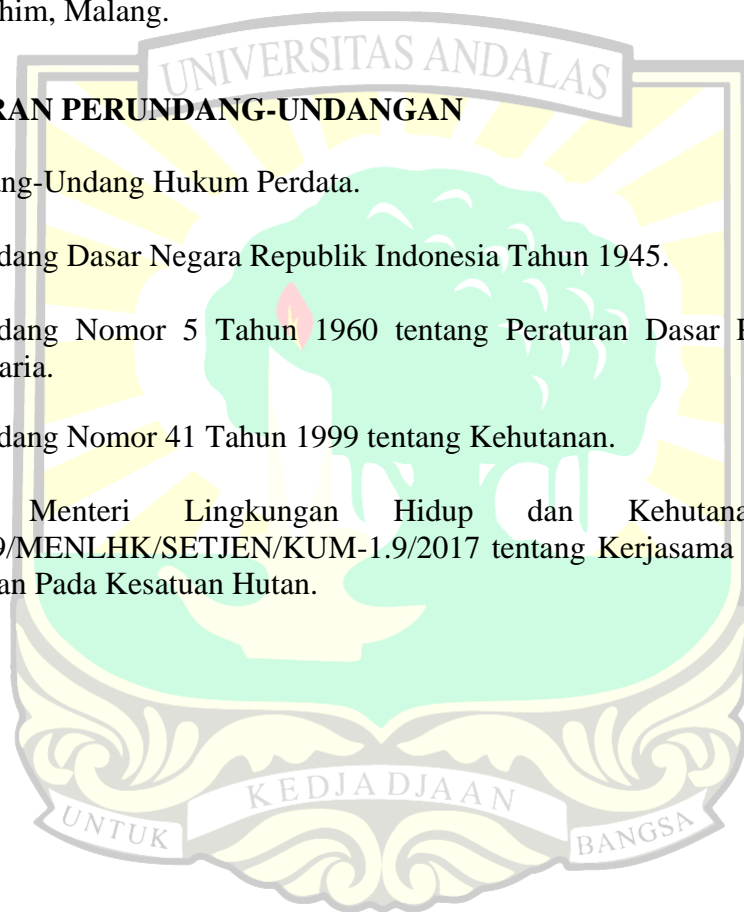 him, Malang.
UNIVERSITAS ANDALAS
RAN PERUNDANG-UNDANGAN
ang-Undang Hukum Perdata.
dang Dasar Negara Republik Indonesia Tahun 1945.
dang Nomor 5 Tahun 1960 tentang Peraturan Dasar
aria.
dang Nomor 41 Tahun 1999 tentang Kehutanan.
Menteri Lingkungan Hidup dan Kehutana
9/MENLHK/SETJEN/KUM-1.9/2017 tentang Kerjasama
an Pada Kesatuan Hutan.
UNTUK KEDJADJAAN BANGSA